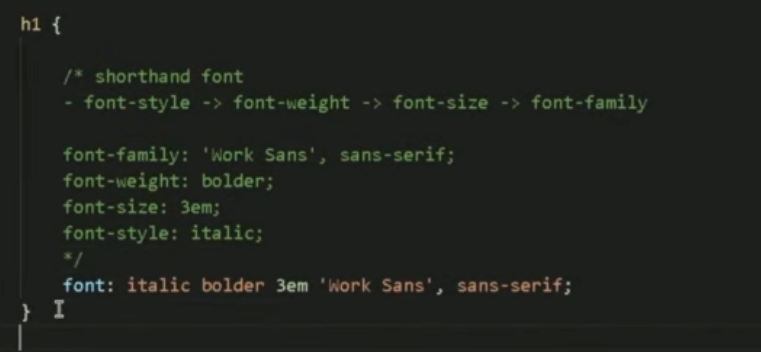 h1 {
/* shorthand font
- font-style -> font-weight -> font-size -> font-family
font-family: 'Work Sans', sans-serif;
font-weight: bolder;
font-size: 3em;
font-style: italic;
*/
font: italic bolder 3em 'Work Sans', sans-serif;
}